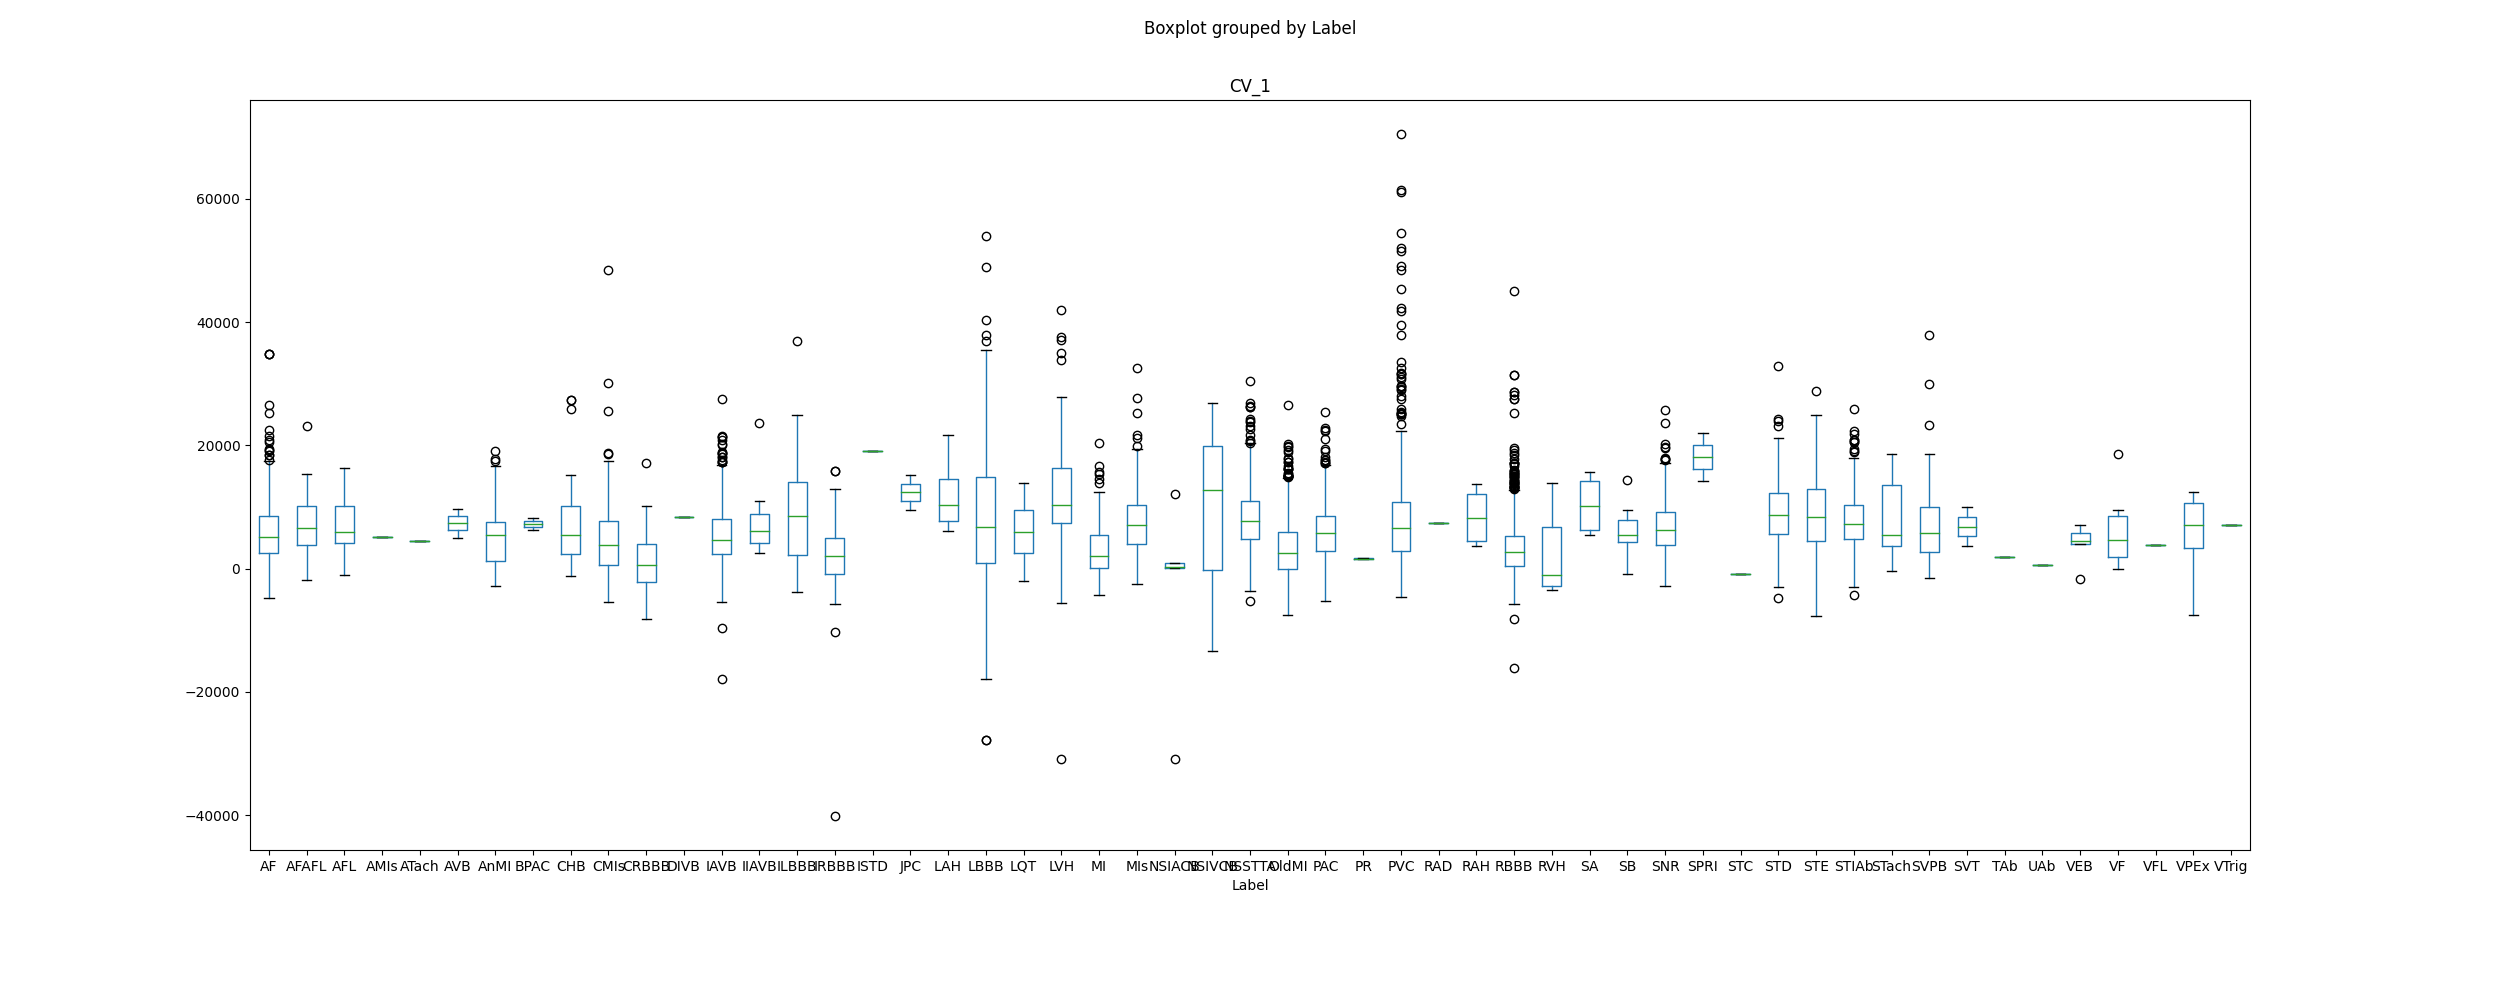 Boxplot grouped by Label
CV_1
60000
40000
20000
0
−20000
−40000
AF AFAFL AFL AMIs ATach AVB AnMI BPAC CHB CMIs CRBBB DIVB IAVB IIAVB ILBBB IRBBB ISTD JPC LAH LBBB LQT LVH MI MIs NSIACB NSIVCB NSSTTA OldMI PAC PR PVC RAD RAH RBBB RVH SA SB SNR SPRI STC STD STE STIAb STach SVPB SVT TAb UAb VEB VF VFL VPEx VTrig
Label